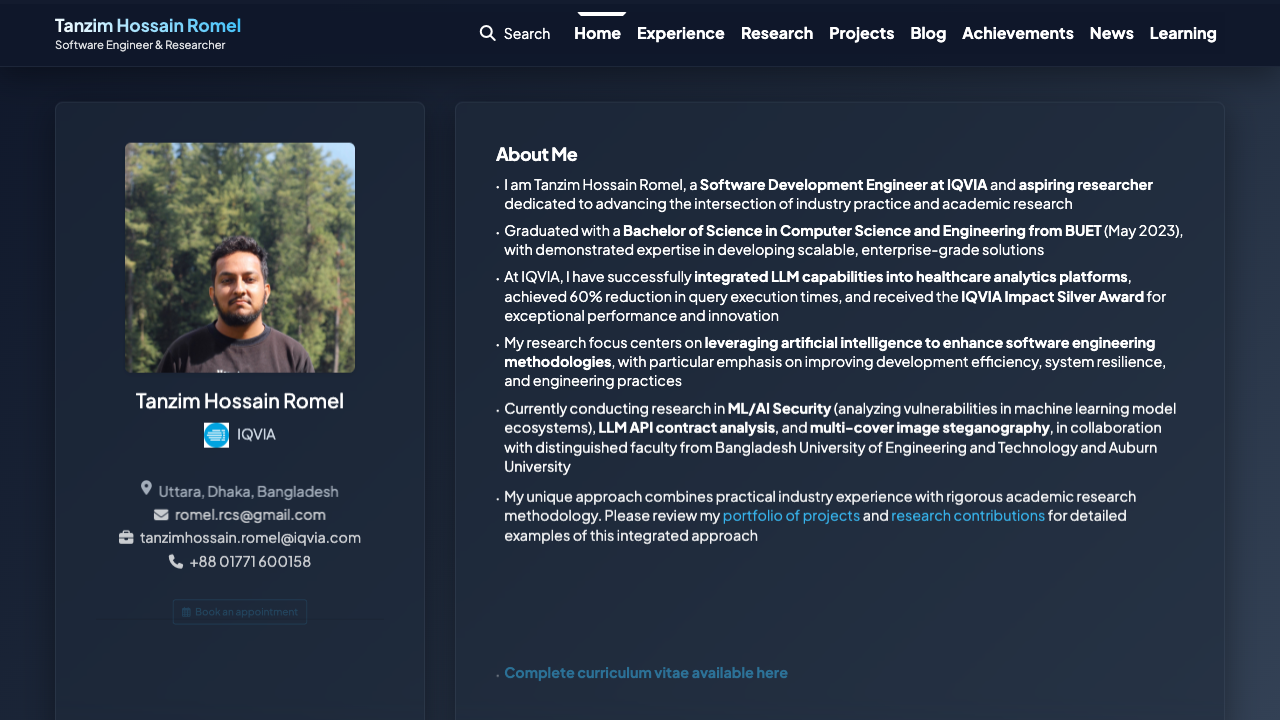 Tanzim Hossain Romel
Software Engineer & Researcher
Search
Home
Experience
Research
Projects
Blog
Achievements
News
Learning
Tanzim Hossain Romel
IQVIA
Uttara, Dhaka, Bangladesh
romel.rcs@gmail.com
tanzimhossain.romel@iqvia.com
+88 01771 600158
Book an appointment
About Me
• I am Tanzim Hossain Romel, a Software Development Engineer at IQVIA and aspiring researcher
dedicated to advancing the intersection of industry practice and academic research
• Graduated with a Bachelor of Science in Computer Science and Engineering from BUET (May 2023),
with demonstrated expertise in developing scalable, enterprise-grade solutions
• At IQVIA, I have successfully integrated LLM capabilities into healthcare analytics platforms,
achieved 60% reduction in query execution times, and received the IQVIA Impact Silver Award for
exceptional performance and innovation
• My research focus centers on leveraging artificial intelligence to enhance software engineering
methodologies, with particular emphasis on improving development efficiency, system resilience,
and engineering practices
• Currently conducting research in ML/AI Security (analyzing vulnerabilities in machine learning model
ecosystems), LLM API contract analysis, and multi-cover image steganography, in collaboration
with distinguished faculty from Bangladesh University of Engineering and Technology and Auburn
University
• My unique approach combines practical industry experience with rigorous academic research
methodology. Please review my portfolio of projects and research contributions for detailed
examples of this integrated approach
• Complete curriculum vitae available here